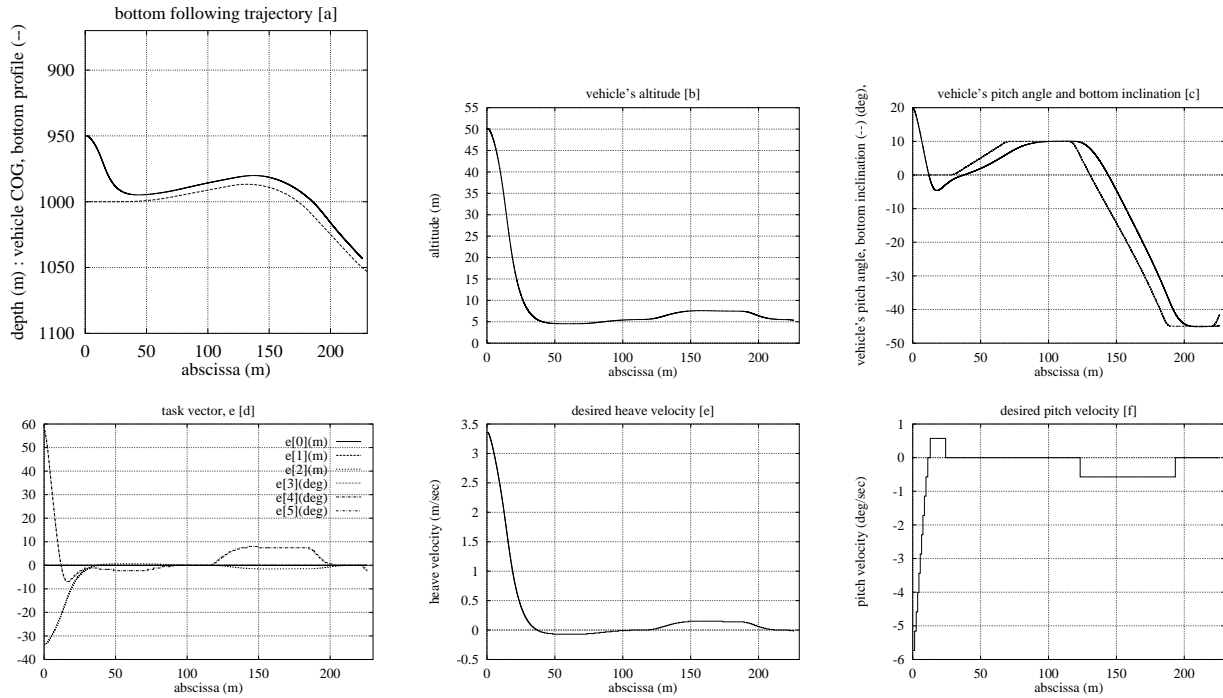 bottom following trajectory [a]
depth (m) : vehicle COG, bottom profile (--)
900
950
1000
1050
1100
0 50 100 150 200
abscissa (m)
vehicle's altitude [b]
altitude (m)
55
50
45
40
35
30
25
20
15
10
5
0
0 50 100 150 200
abscissa (m)
vehicle's pitch angle and bottom inclination [c]
vehicle's pitch angle, bottom inclination (--) (deg),
20
10
0
-10
-20
-30
-40
-50
0 50 100 150 200
abscissa (m)
task vector, e [d]
60
50
40
30
20
10
0
-10
-20
-30
-40
e[0](m)
e[1](m)
e[2](m)
e[3](deg)
e[4](deg)
e[5](deg)
0 50 100 150 200
abscissa (m)
desired heave velocity [e]
heave velocity (m/sec)
3.5
3
2.5
2
1.5
1
0.5
0
-0.5
0 50 100 150 200
abscissa (m)
desired pitch velocity [f]
pitch velocity (deg/sec)
1
0
-1
-2
-3
-4
-5
-6
0 50 100 150 200
abscissa (m)